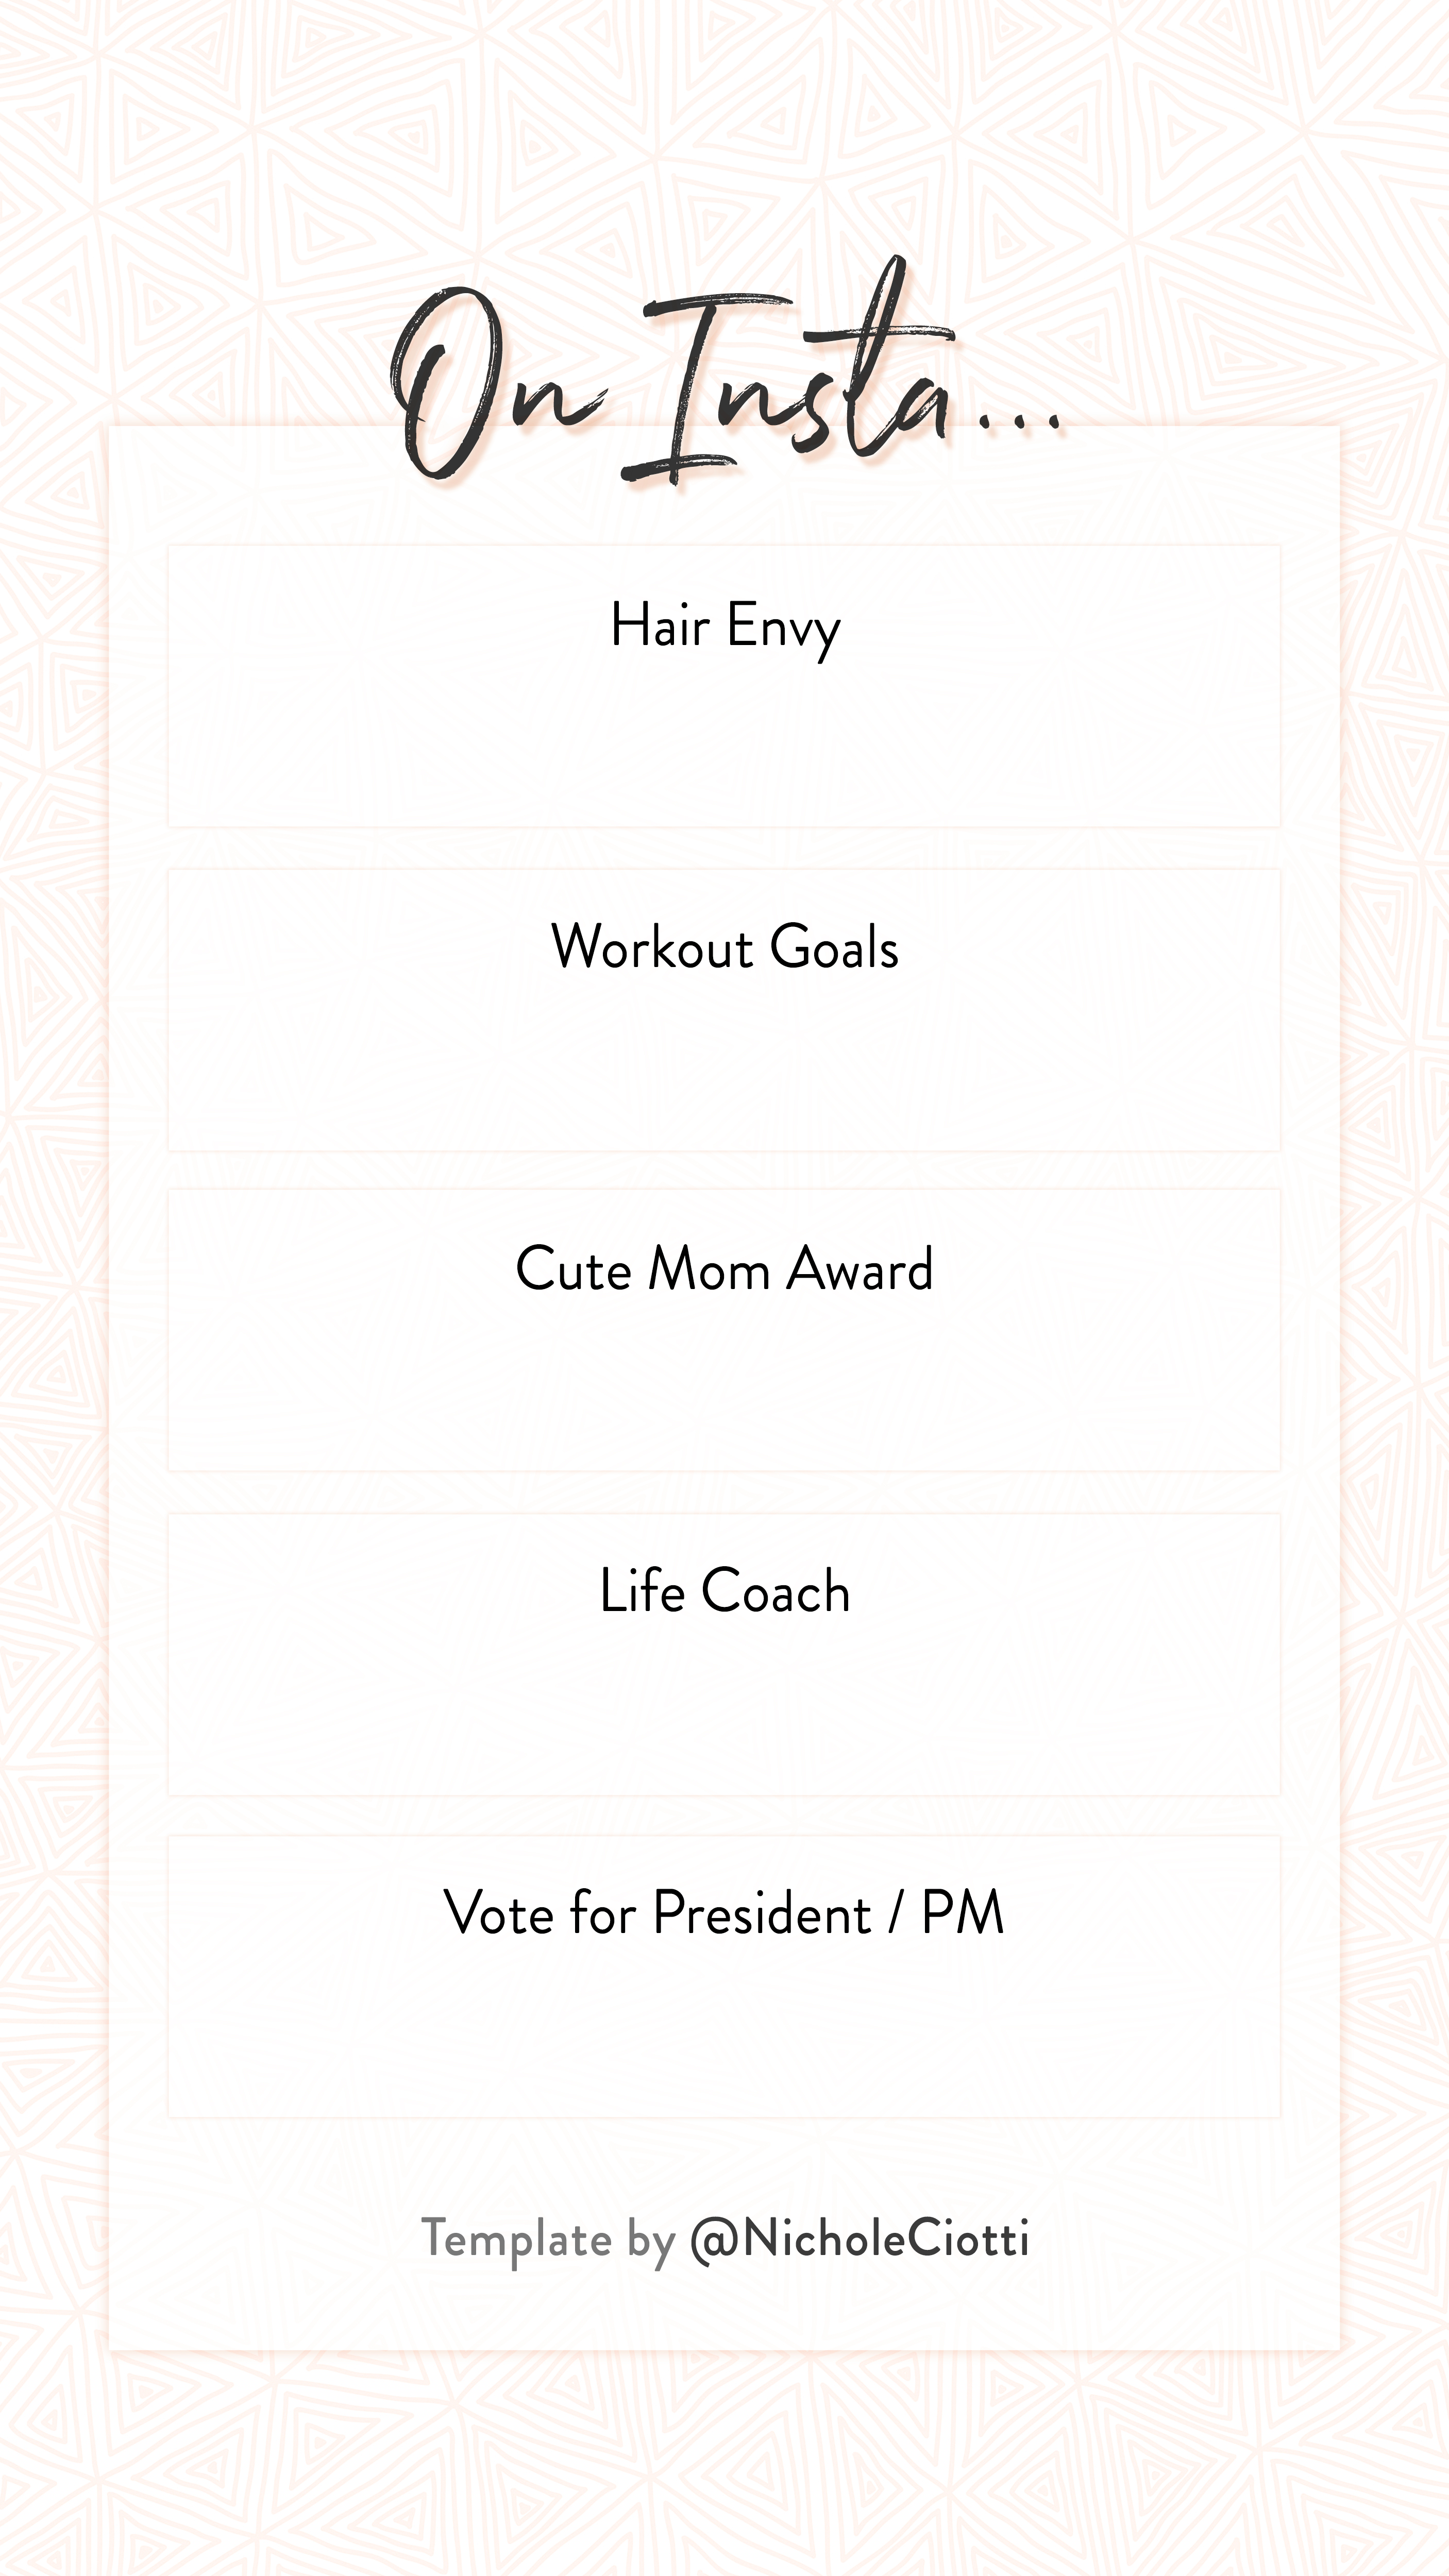 On Insta...
Hair Envy
Workout Goals
Cute Mom Award
Life Coach
Vote for President / PM
Template by @NicholeCiotti